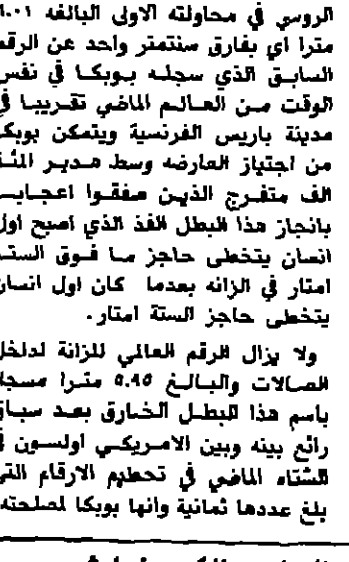 الروسي في محاولته الاولى البالغه ٦.٠١
مترا اي بفارق سنتمتر واحد عن الرقم
السابق الذي سجله بوبكا في نفس
الوقت من العالم الماضي تقريبا في
مدينة باريس الفرنسية ويتمكن بوبكا
من اجتياز العارضه وسط هدير المئة
الف متفرج الذين صفقوا اعجابا
بانجاز هذا البطل الفذ الذي اصبح اول
انسان يتخطى حاجز ما فوق الستة
امتار في الزانه بعدما كان اول انسان
يتخطى حاجز الستة امتار.
ولا يزال الرقم العالمي للزانة لداخل
الصالات والبالغ ٥.٩٥ مترا مسجلا
باسم هذا البطل الخارق بعد سباق
رائع بينه وبين الامريكي اولسون في
الشتاء الماضي في تحطيم الارقام التي
بلغ عددها ثمانية وانها بوبكا لمصلحته